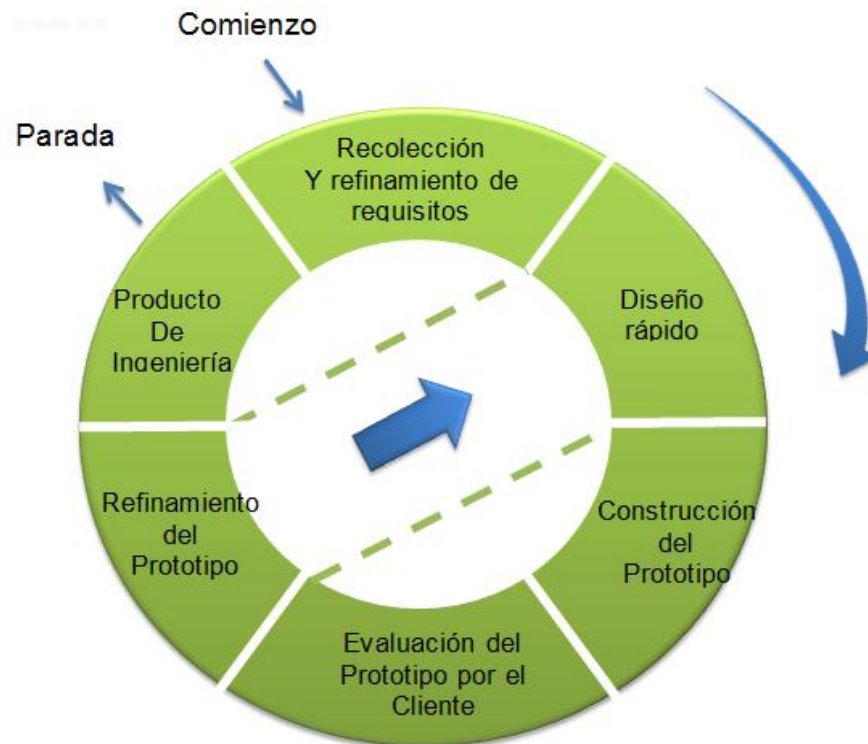 Comienzo
Parada
Recolección
Y refinamiento de
requisitos
Diseño
rápido
Construcción
del
Prototipo
Evaluación del
Prototipo por el
Cliente
Refinamiento
del
Prototipo
Producto
De
Ingeniería